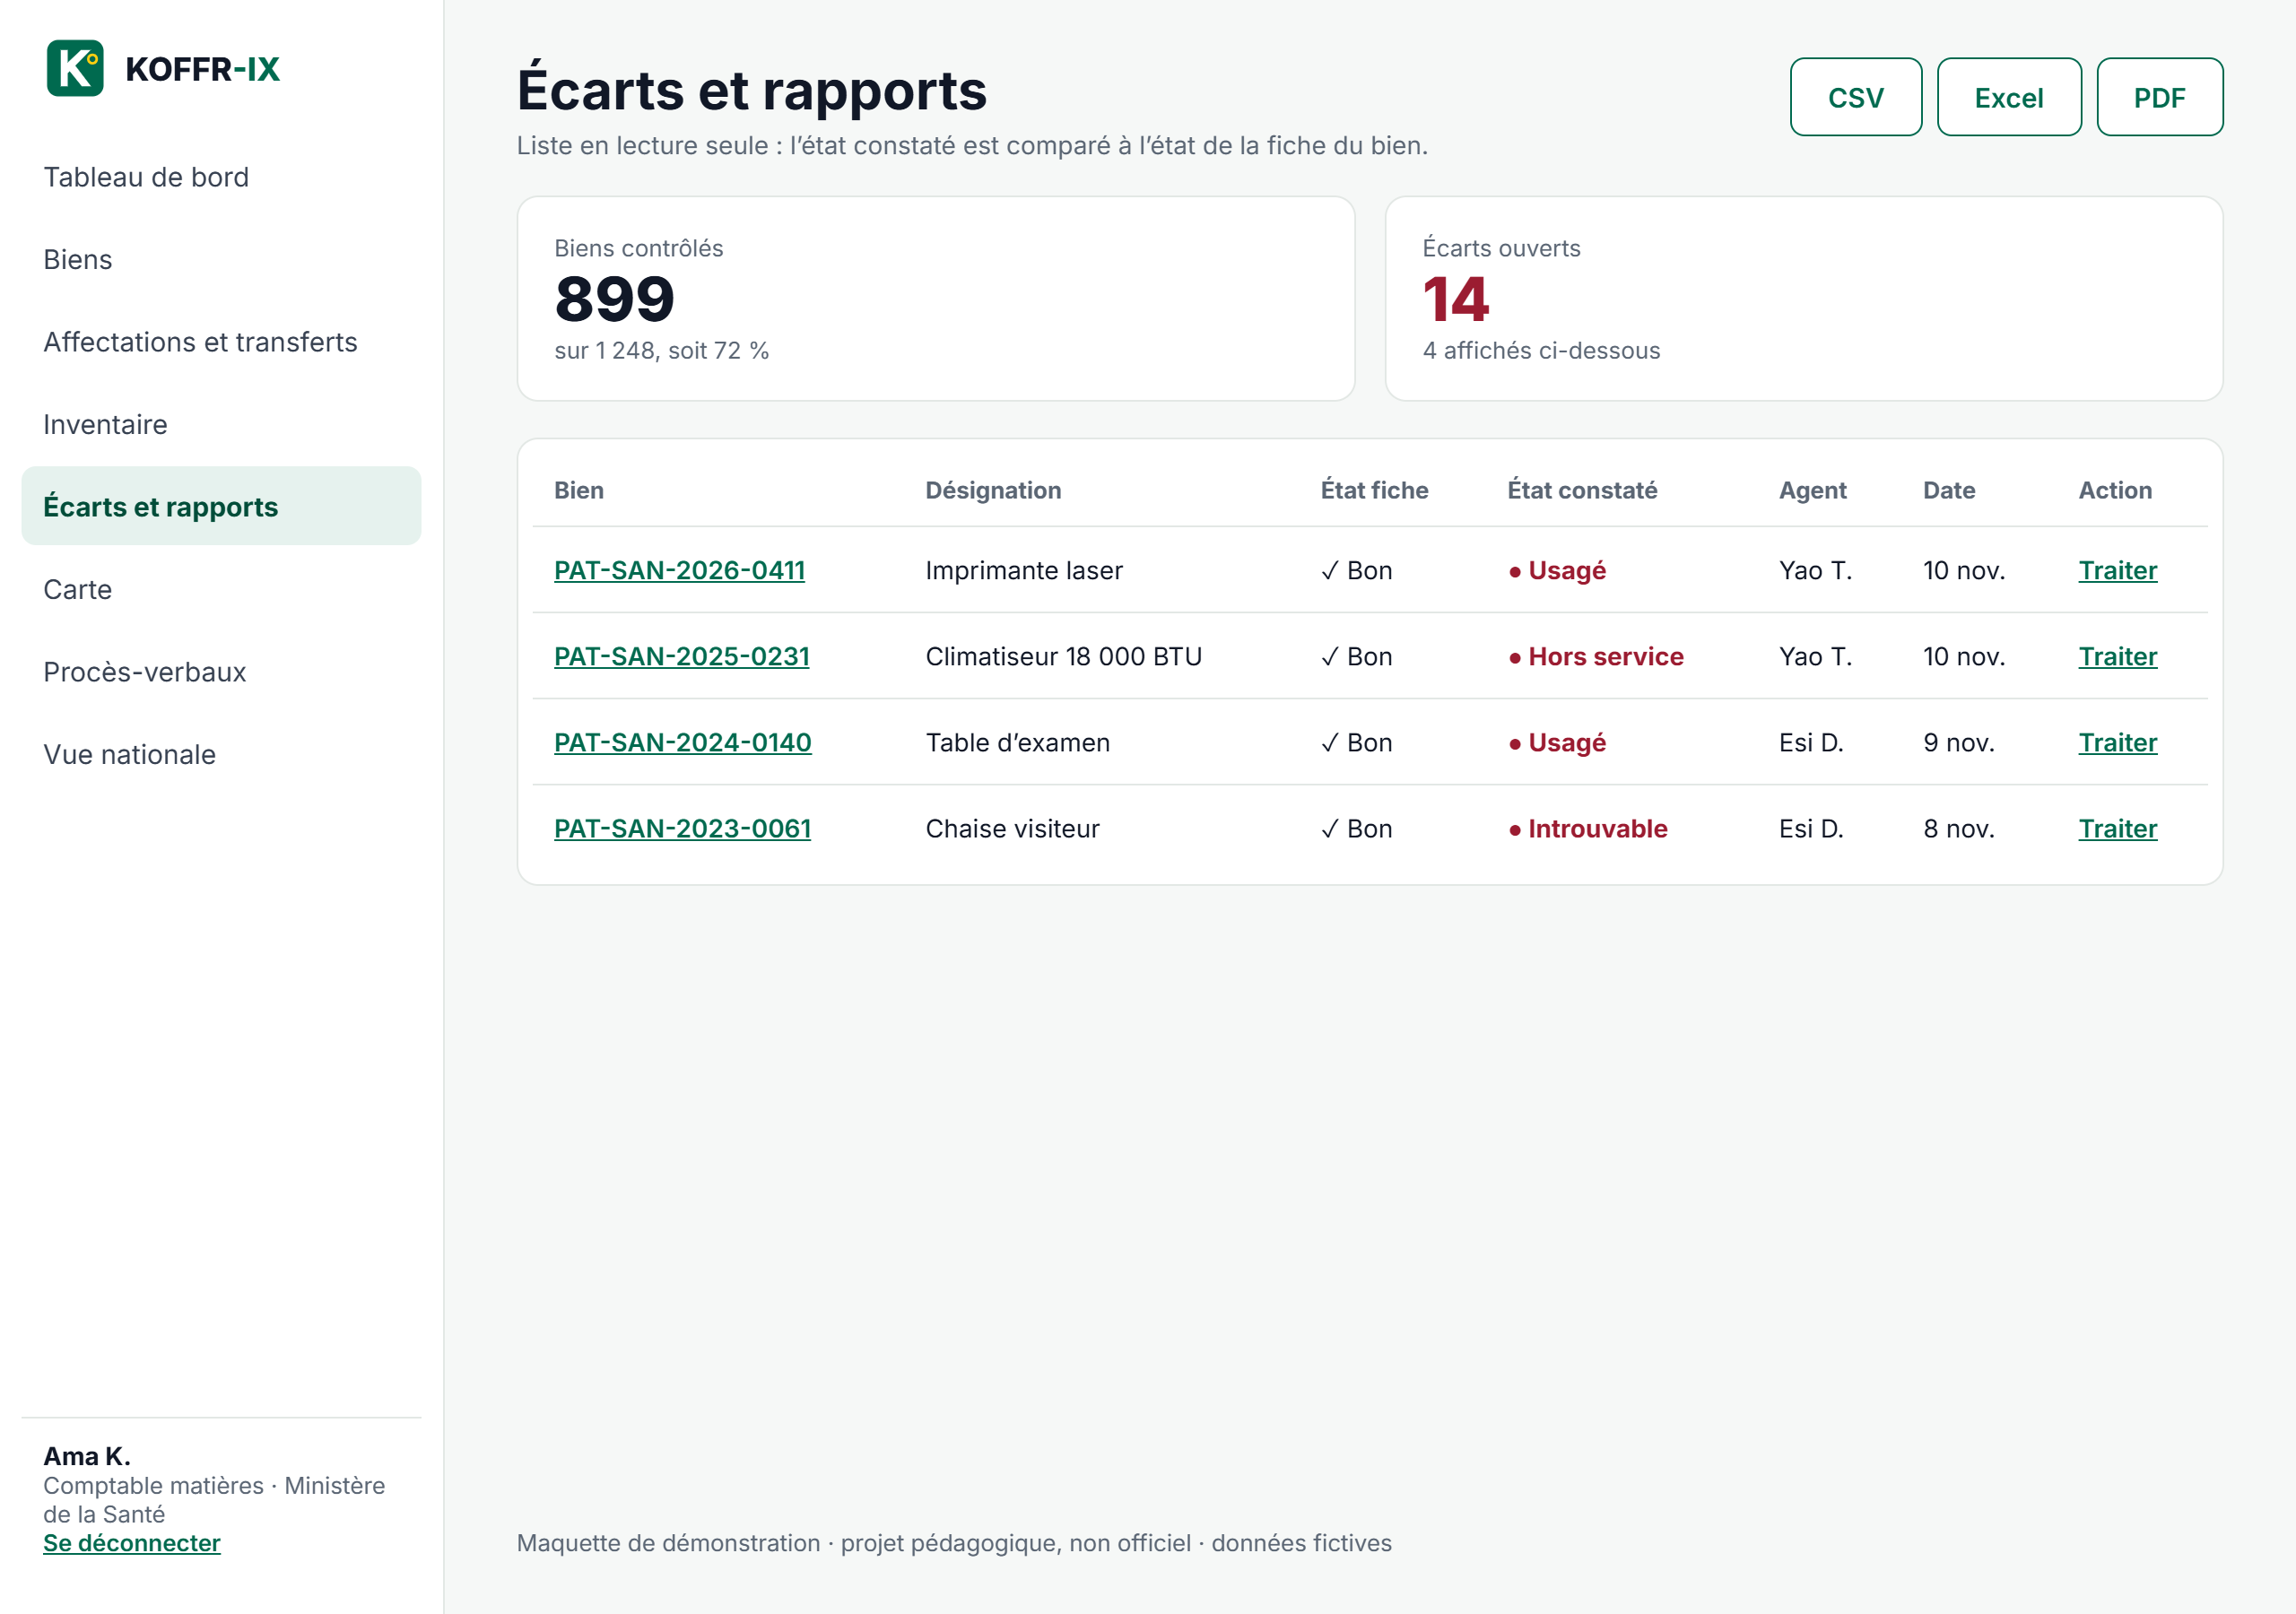 KOFFR-IX
Tableau de bord
Biens
Affectations et transferts
Inventaire
Écarts et rapports
Carte
Procès-verbaux
Vue nationale
Ama K.
Comptable matières · Ministère
de la Santé
Se déconnecter
Écarts et rapports
Liste en lecture seule : l’état constaté est comparé à l’état de la fiche du bien.
CSV Excel PDF
Biens contrôlés
899
sur 1 248, soit 72 %
Écarts ouverts
14
4 affichés ci-dessous
Bien Désignation État fiche État constaté Agent Date Action
PAT-SAN-2026-0411 Imprimante laser ✓ Bon ● Usagé Yao T. 10 nov. Traiter
PAT-SAN-2025-0231 Climatiseur 18 000 BTU ✓ Bon ● Hors service Yao T. 10 nov. Traiter
PAT-SAN-2024-0140 Table d’examen ✓ Bon ● Usagé Esi D. 9 nov. Traiter
PAT-SAN-2023-0061 Chaise visiteur ✓ Bon ● Introuvable Esi D. 8 nov. Traiter
Maquette de démonstration · projet pédagogique, non officiel · données fictives